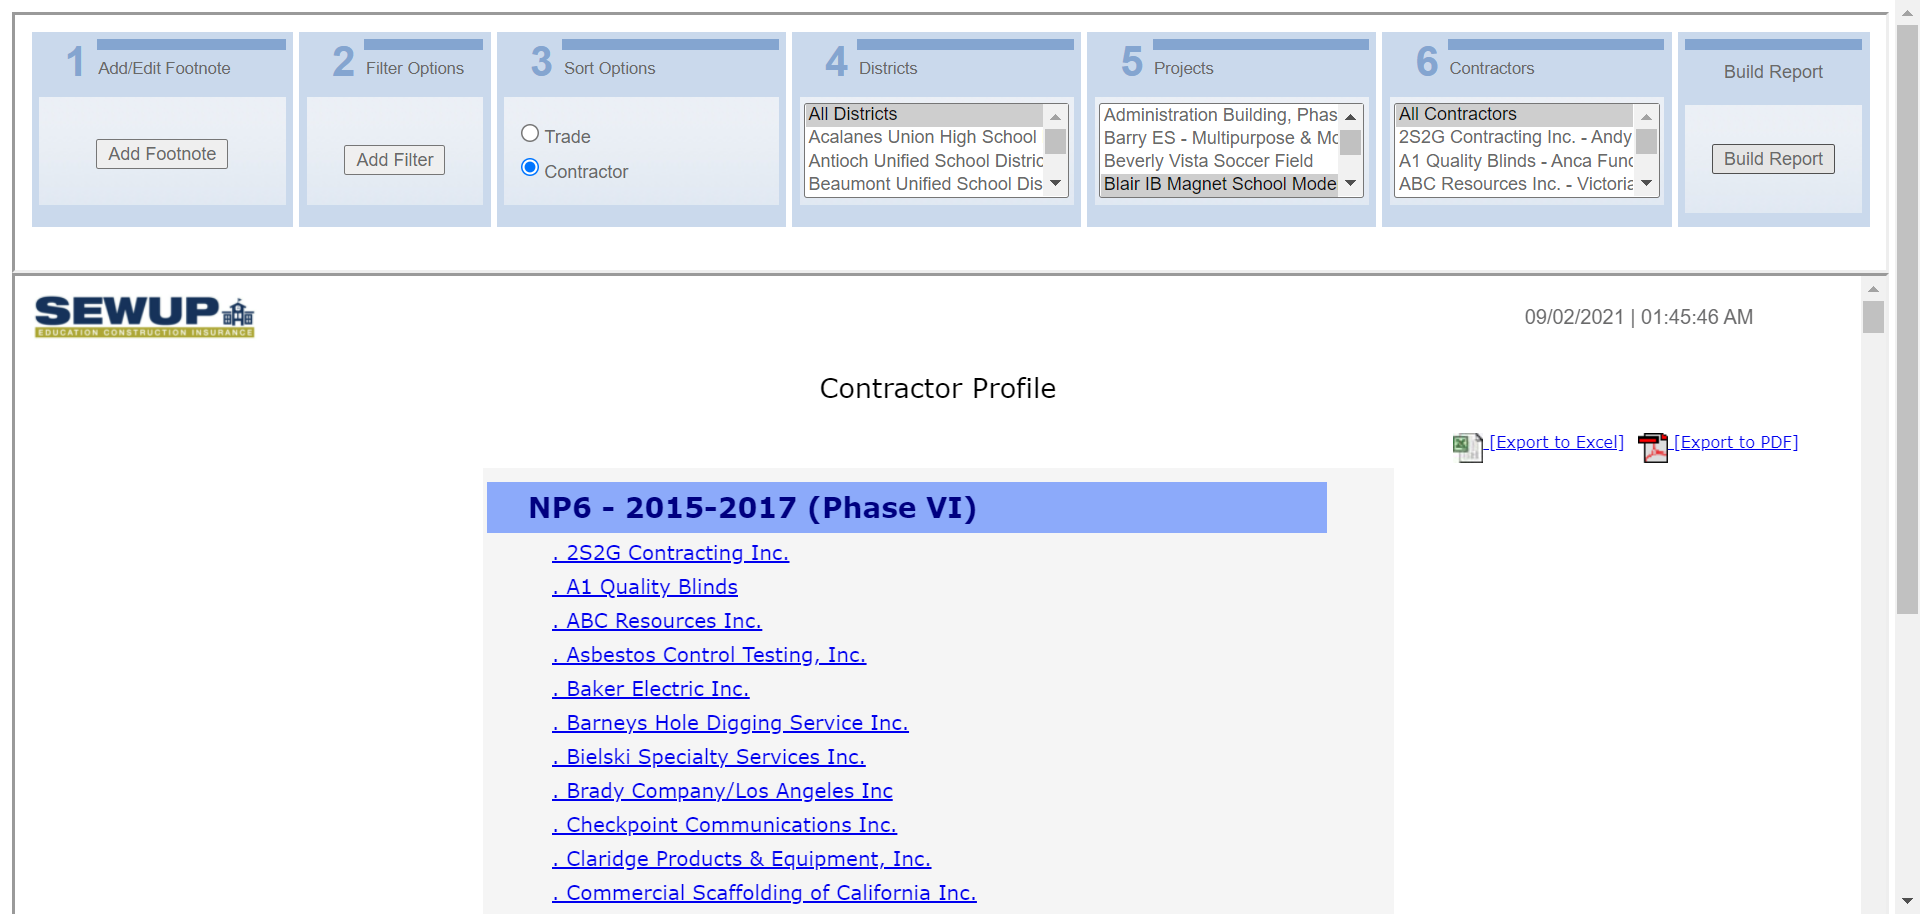 1 Add/Edit Footnote
Add Footnote
2 Filter Options
Add Filter
3 Sort Options
Trade
Contractor
4 Districts
All Districts
Acalanes Union High School
Antioch Unified School Distric
Beaumont Unified School Dis
5 Projects
Administration Building, Phas
Barry ES - Multipurpose & Mo
Beverly Vista Soccer Field
Blair IB Magnet School Mode
6 Contractors
All Contractors
2S2G Contracting Inc. - Andy
A1 Quality Blinds - Anca Func
ABC Resources Inc. - Victoria
Build Report
Build Report
SEWUP
EDUCATION CONSTRUCTION INSURANCE
09/02/2021 | 01:45:46 AM
Contractor Profile
[Export to Excel] [Export to PDF]
NP6 - 2015-2017 (Phase VI)
. 2S2G Contracting Inc.
. A1 Quality Blinds
. ABC Resources Inc.
. Asbestos Control Testing, Inc.
. Baker Electric Inc.
. Barneys Hole Digging Service Inc.
. Bielski Specialty Services Inc.
. Brady Company/Los Angeles Inc
. Checkpoint Communications Inc.
. Claridge Products & Equipment, Inc.
. Commercial Scaffolding of California Inc.